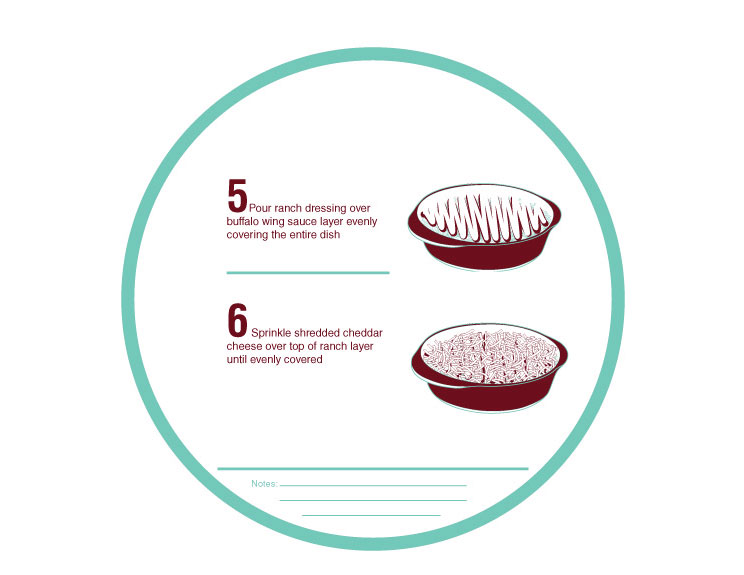 5 Pour ranch dressing over
buffalo wing sauce layer evenly
covering the entire dish
6 Sprinkle shredded cheddar
cheese over top of ranch layer
until evenly covered
Notes: